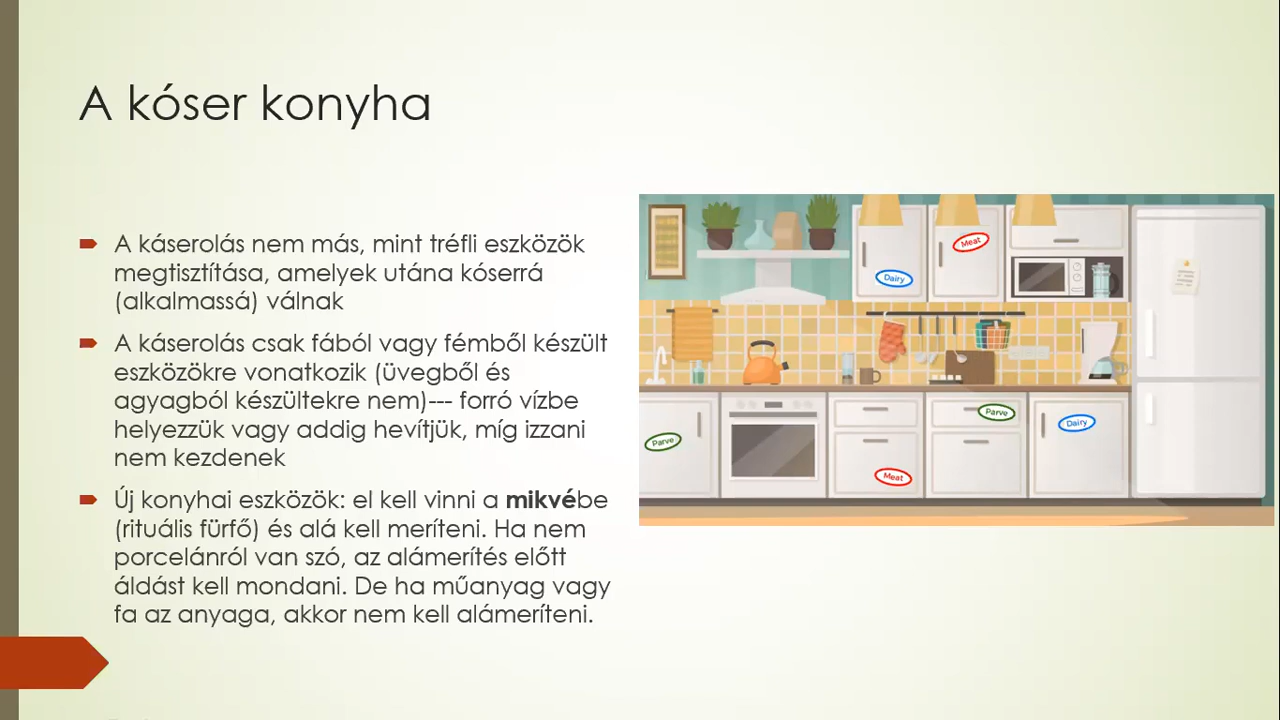 A kóser konyha
A káserolás nem más, mint tréfli eszközök
megtisztítása, amelyek utána kóserrá
(alkalmassá) válnak
A káserolás csak fából vagy fémből készült
eszközökre vonatkozik (üvegből és
agyagból készültekre nem)--- forró vízbe
helyezzük vagy addig hevítjük, míg izzani
nem kezdenek
Új konyhai eszközök: el kell vinni a mikvébe
(rituális fürfő) és alá kell meríteni. Ha nem
porcelánról van szó, az alámerítés előtt
áldást kell mondani. De ha műanyag vagy
fa az anyaga, akkor nem kell alámeríteni.
Meat
Dairy
Parve
Dairy
Parve
Meat